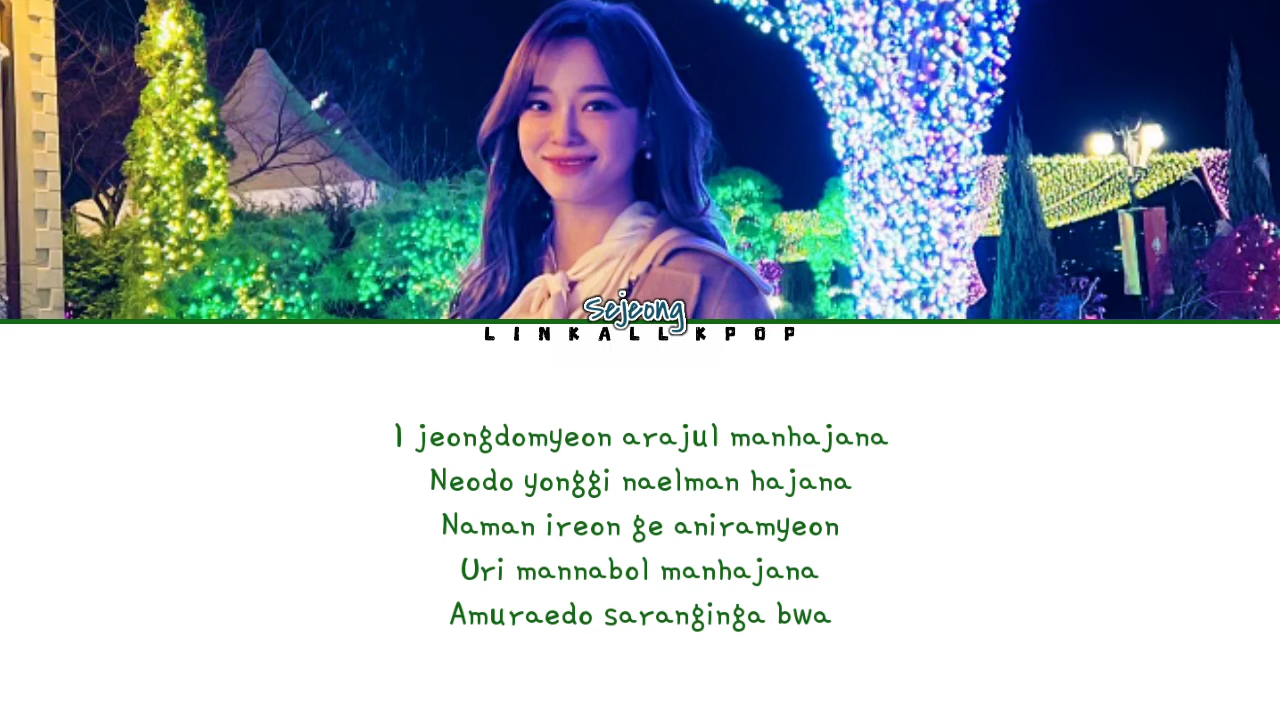 Sejeong
LINKALLKPOP
I jeongdomyeon arajul manhajana
Neodo yonggi naelman hajana
Naman ireon ge aniramyeon
Uri mannabol manhajana
Amuraedo saranginga bwa